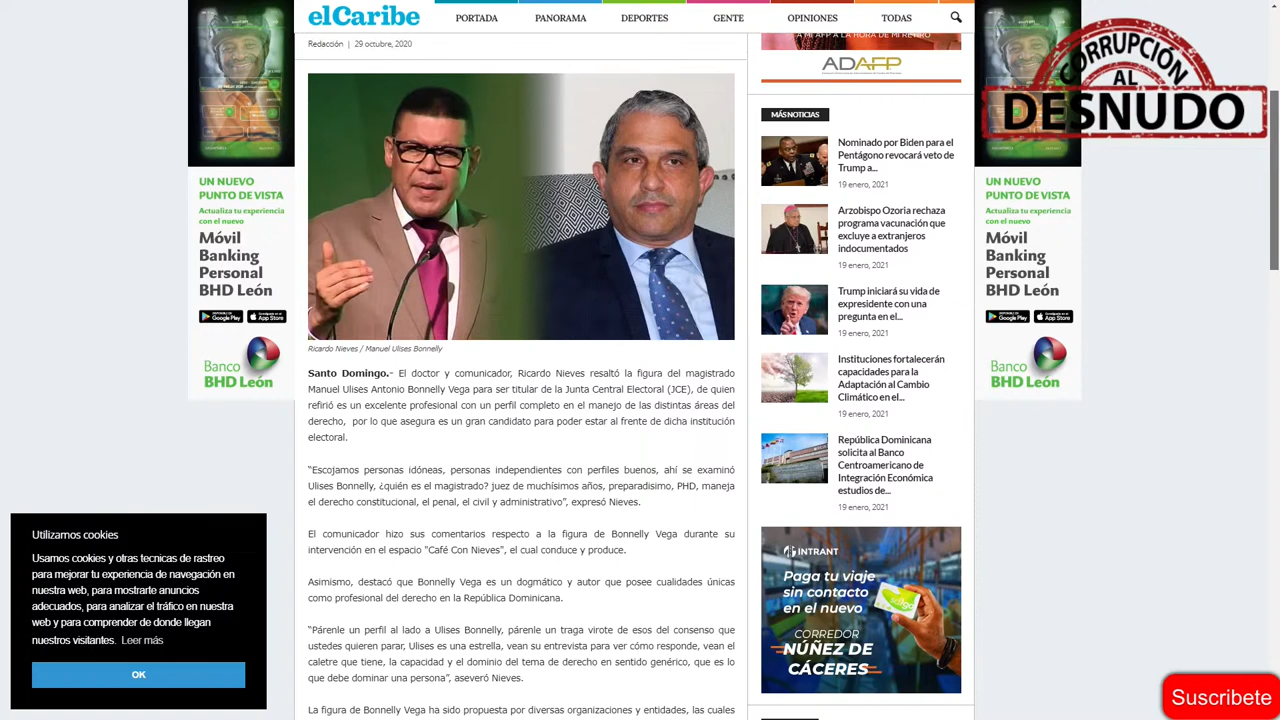 elCaribe
PORTADA
PANORAMA
DEPORTES
GENTE
OPINIONES
TODAS
Redacción | 29 octubre, 2020
Ricardo Nieves / Manuel Ulises Bonnelly
Santo Domingo.- El doctor y comunicador, Ricardo Nieves resaltó la figura del magistrado
Manuel Ulises Antonio Bonnelly Vega para ser titular de la Junta Central Electoral (JCE), de quien
refirió es un excelente profesional con un perfil completo en el manejo de las distintas áreas del
derecho, por lo que asegura es un gran candidato para poder estar al frente de dicha institución
electoral.
"Escojamos personas idóneas, personas independientes con perfiles buenos, ahí se examinó
Ulises Bonnelly, ¿quién es el magistrado? juez de muchísimos años, preparadisimo, PHD, maneja
el derecho constitucional, el penal, el civil y administrativo", expresó Nieves.
El comunicador hizo sus comentarios respecto a la figura de Bonnelly Vega durante su
intervención en el espacio "Café Con Nieves", el cual conduce y produce.
Asimismo, destacó que Bonnelly Vega es un dogmático y autor que posee cualidades únicas
como profesional del derecho en la República Dominicana.
"Párenle un perfil al lado a Ulises Bonnelly, párenle un traga virote de esos del consenso que
ustedes quieren parar, Ulises es una estrella, vean su entrevista para ver cómo responde, vean el
caletre que tiene, la capacidad y el dominio del tema de derecho en sentido genérico, que es lo
que debe dominar una persona", aseveró Nieves.
La figura de Bonnelly Vega ha sido propuesta por diversas organizaciones y entidades, las cuales
A MI AFP A LA HORA DE MI RETIRO
ADAFP
MÁS NOTICIAS
Nominado por Biden para el
Pentágono revocará veto de
Trump a...
19 enero, 2021
Arzobispo Ozoria rechaza
programa vacunación que
excluye a extranjeros
indocumentados
19 enero, 2021
Trump iniciará su vida de
expresidente con una
pregunta en el...
19 enero, 2021
Instituciones fortalecerán
capacidades para la
Adaptación al Cambio
Climático en el...
19 enero, 2021
República Dominicana
solicita al Banco
Centroamericano de
Integración Económica
estudios de...
19 enero, 2021
INTRANT
Paga tu viaje
sin contacto
en el nuevo
CORREDOR
NÚÑEZ DE
CÁCERES
UN NUEVO
PUNTO DE VISTA
Actualiza tu experiencia
con el nuevo
Móvil
Banking
Personal
BHD León
Google Play
App Store
Banco
BHD León
UN NUEVO
PUNTO DE VISTA
Actualiza tu experiencia
con el nuevo
Móvil
Banking
Personal
BHD León
Google Play
App Store
Banco
BHD León
Utilizamos cookies
Usamos cookies y otras tecnicas de rastreo
para mejorar tu experiencia de navegación en
nuestra web, para mostrarte anuncios
adecuados, para analizar el tráfico en nuestra
web y para comprender de donde llegan
nuestros visitantes. Leer más
OK
CORRUPCIÓN
AL
DESNUDO
Suscribete